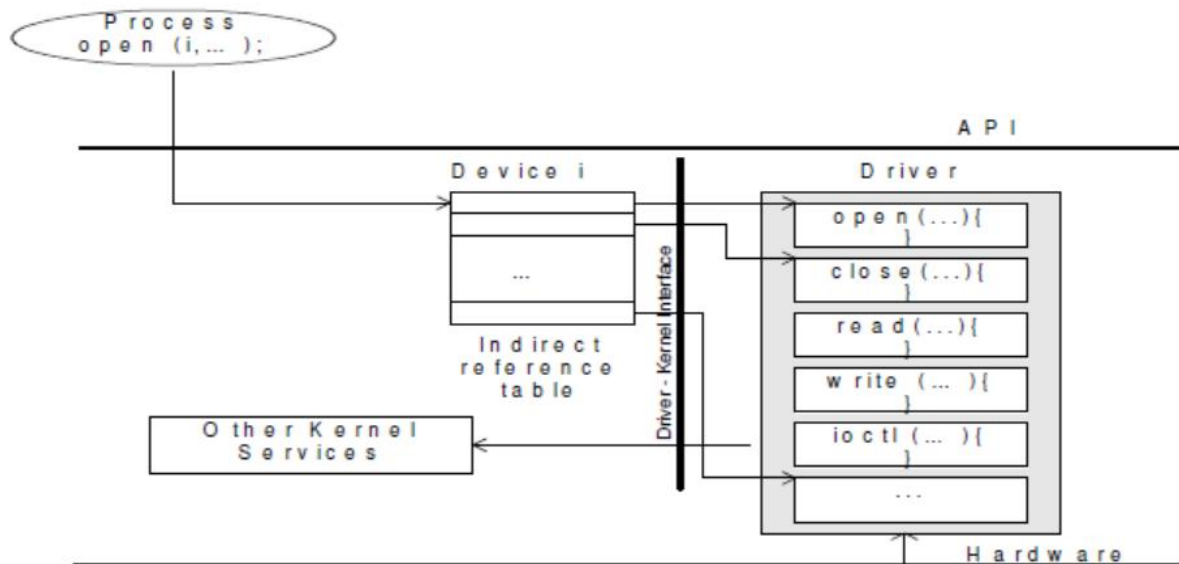 Process
open (i,... );
API
Device i
Driver
open(...){
}
close(...){
}
...
Driver - Kernel Interface
read(...){
}
Indirect
reference
table
write (... ){
}
Other Kernel
Services
ioctl(... ){
}
...
Hardware